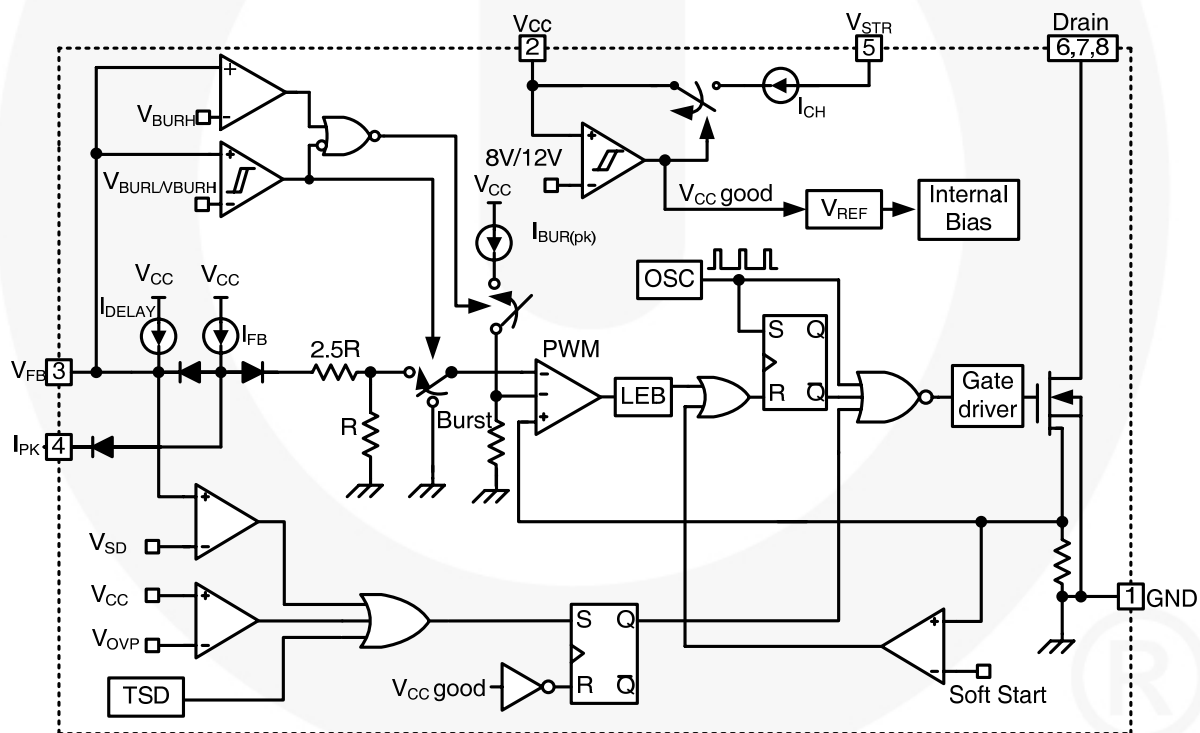 Vcc
VSTR
Drain
2
5
6,7,8
+
-
VBURH
ICH
+
-
VBURL/VBURH
8V/12V
+
-
VCC
VCC good
VREF
Internal
Bias
IBUR(pk)
OSC
VCC
VCC
IDELAY
IFB
S
Q
R
Q
2.5R
PWM
VFB
3
-
-
+
LEB
Gate
driver
IPK
4
R
Burst
+
-
VSD
VCC
+
-
VOVP
S
Q
R
Q
1
GND
+
-
TSD
VCC good
Soft Start
®